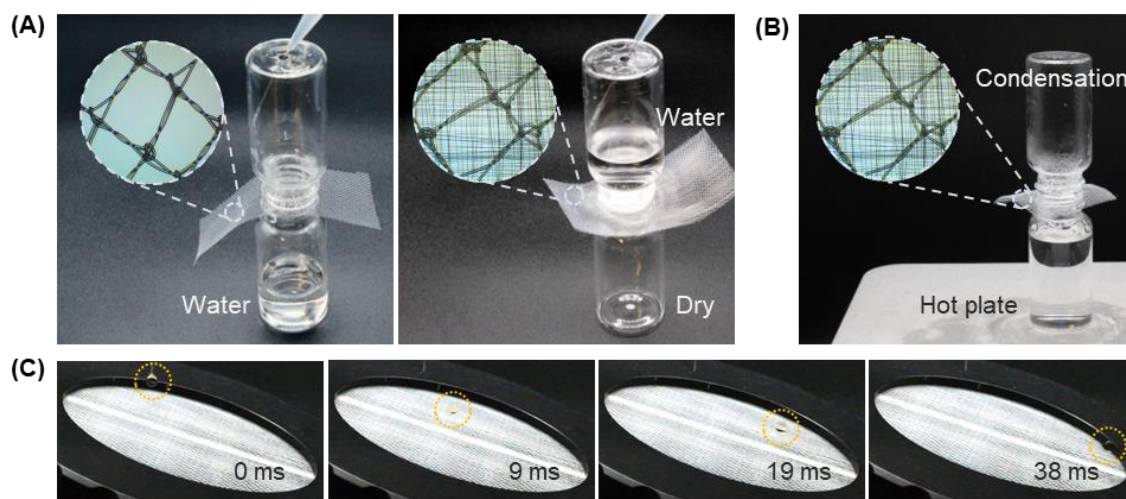 (A)
Water
Water
Dry
(B)
Condensation
Hot plate
(C)
0 ms
9 ms
19 ms
38 ms